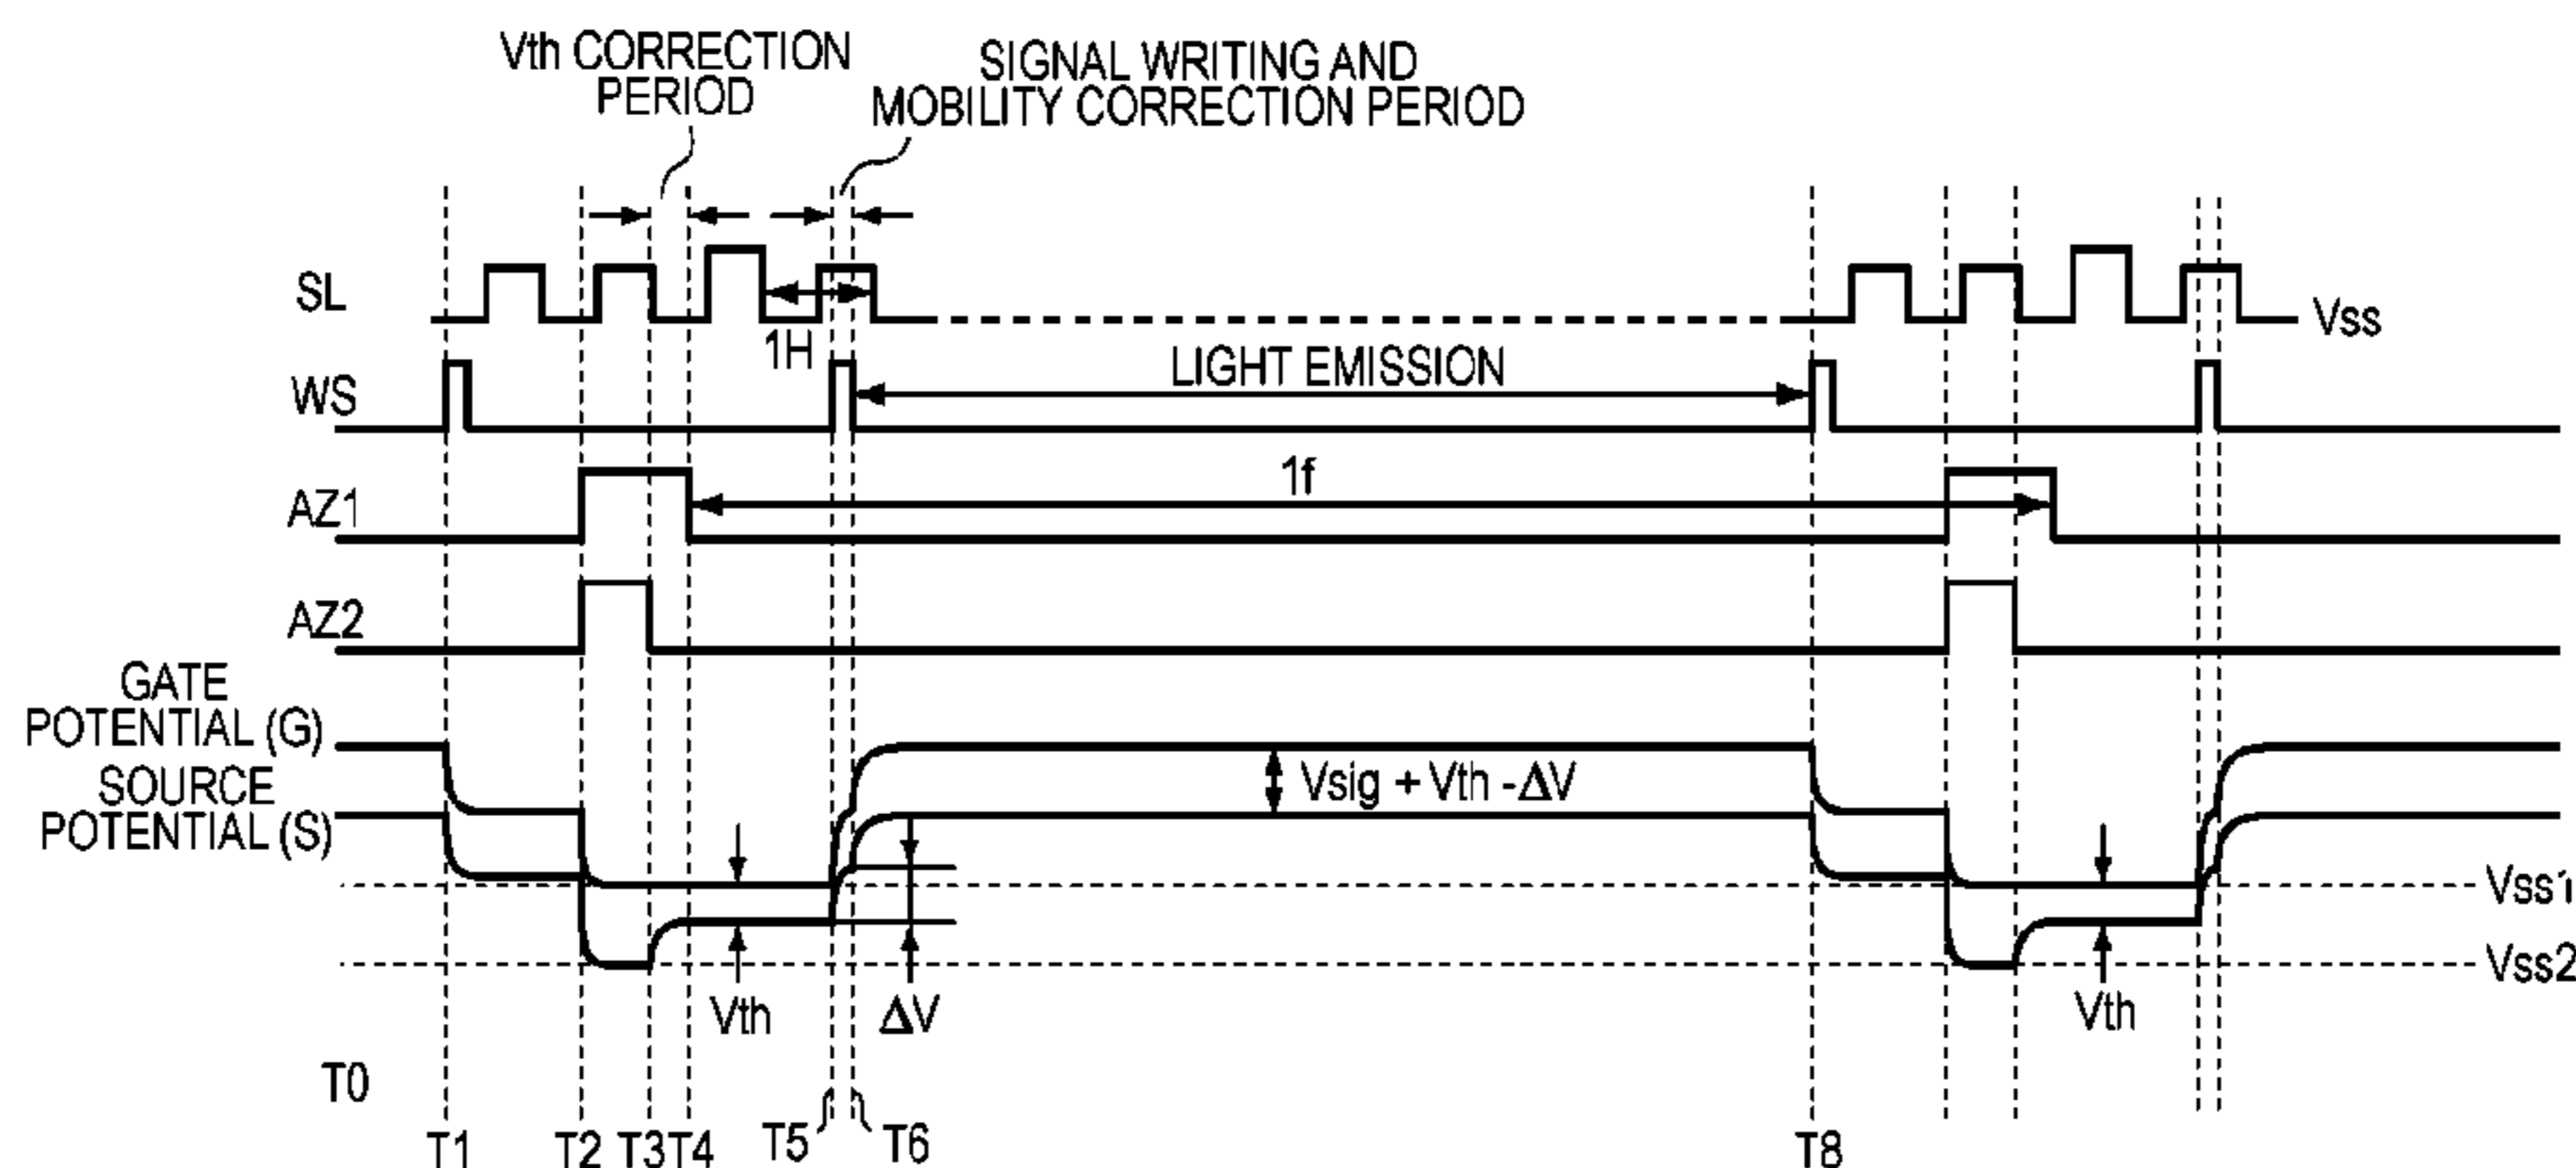 Vth CORRECTION
PERIOD
SIGNAL WRITING AND
MOBILITY CORRECTION PERIOD
SL
1H
Vss
WS
LIGHT EMISSION
AZ1
1f
AZ2
GATE
POTENTIAL (G)
SOURCE
POTENTIAL (S)
Vsig + Vth -ΔV
Vss1
Vss2
Vth
ΔV
Vth
T0
T1
T2
T3
T4
T5
T6
T8